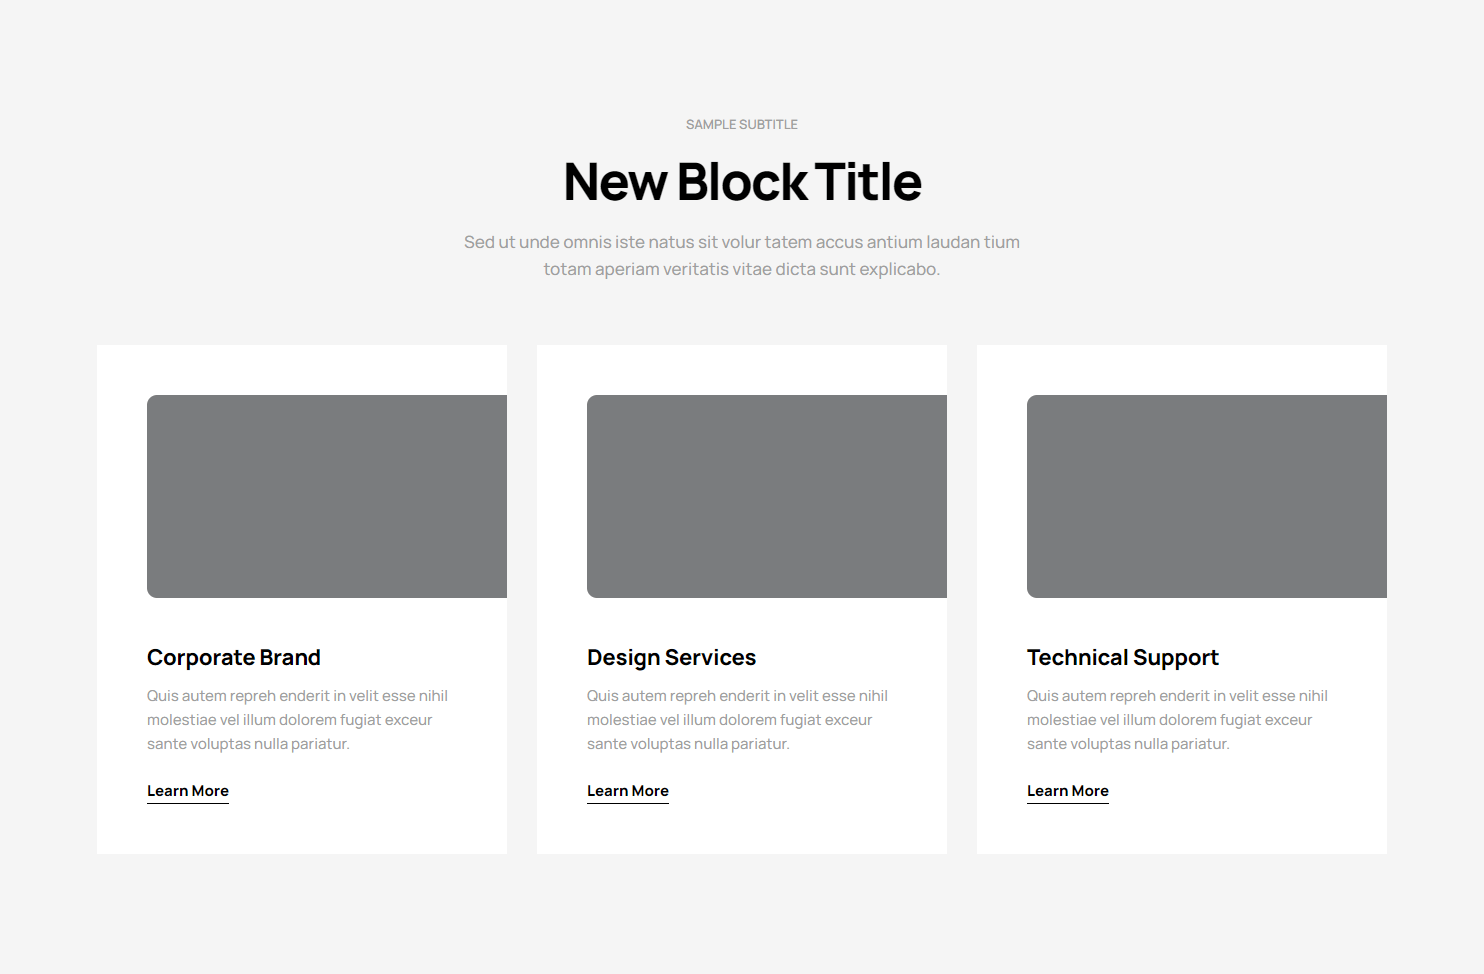 SAMPLE SUBTITLE
New Block Title
Sed ut unde omnis iste natus sit volur tatem accus antium laudan tium
totam aperiam veritatis vitae dicta sunt explicabo.
Corporate Brand
Quis autem repreh enderit in velit esse nihil
molestiae vel illum dolorem fugiat exceur
sante voluptas nulla pariatur.
Learn More
Design Services
Quis autem repreh enderit in velit esse nihil
molestiae vel illum dolorem fugiat exceur
sante voluptas nulla pariatur.
Learn More
Technical Support
Quis autem repreh enderit in velit esse nihil
molestiae vel illum dolorem fugiat exceur
sante voluptas nulla pariatur.
Learn More